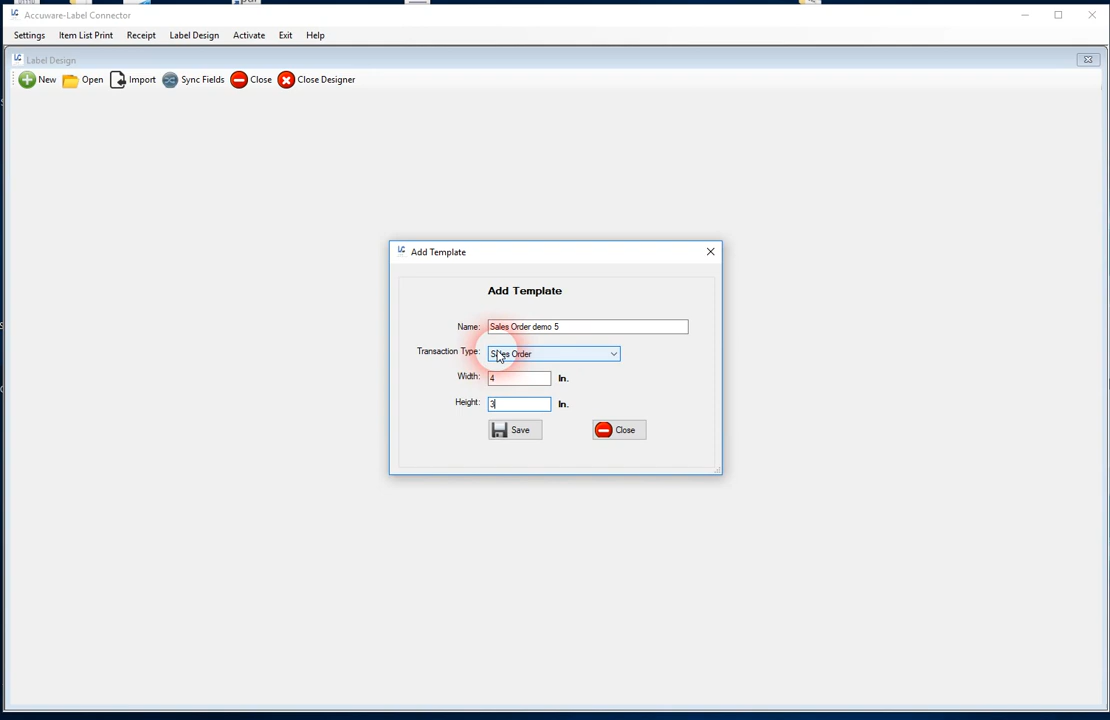 Accuware-Label Connector
Settings Item List Print Receipt Label Design Activate Exit Help
Label Design
New Open Import Sync Fields Close Close Designer
Add Template
Add Template
Name: Sales Order demo 5
Transaction Type: Sales Order
Width: 4 In.
Height: 3 In.
Save Close